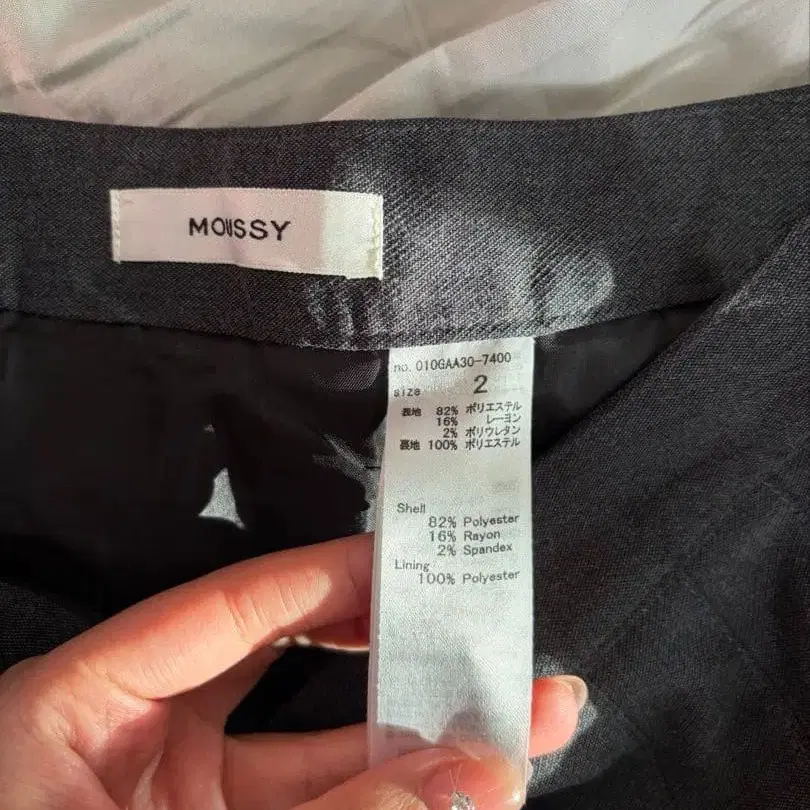 MOUSSY
no. 010GAA30-7400
size 2
表地 82% ポリエステル
16% レーヨン
2% ポリウレタン
裏地 100% ポリエステル
Shell
82% Polyester
16% Rayon
2% Spandex
Lining
100% Polyester